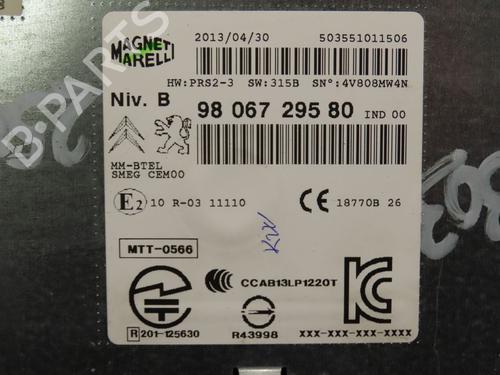 MAGNETI MARELLI
2013/04/30 503551011506
HW:PRS2-3 SW:315B SN°:4V808MW4N
Niv. B 98 067 295 80 IND 00
MM-BTEL
SMEG CEM00
E2 10 R-03 11110 CE 18770B 26
MTT-0566
CCAB13LP1220T
R 201-125630 R43998 xxx-xxx-xxx-xxxx
B-PARTS